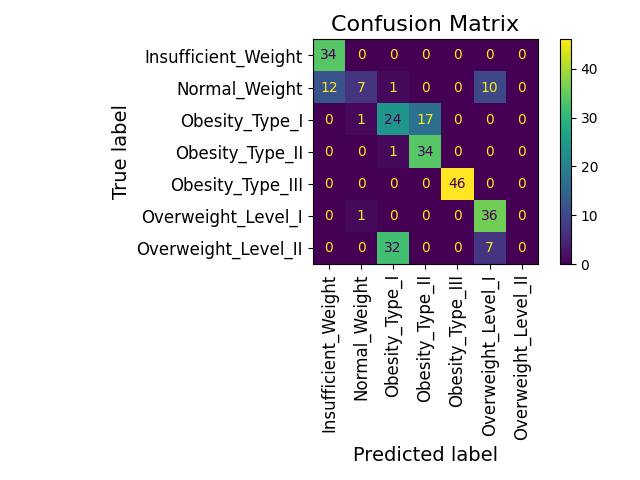 Confusion Matrix
True label
Insufficient_Weight 34 0 0 0 0 0 0
Normal_Weight 12 7 1 0 0 10 0
Obesity_Type_I 0 1 24 17 0 0 0
Obesity_Type_II 0 0 1 34 0 0 0
Obesity_Type_III 0 0 0 0 46 0 0
Overweight_Level_I 0 1 0 0 0 36 0
Overweight_Level_II 0 0 32 0 0 7 0
Insufficient_Weight
Normal_Weight
Obesity_Type_I
Obesity_Type_II
Obesity_Type_III
Overweight_Level_I
Overweight_Level_II
Predicted label
40
30
20
10
0